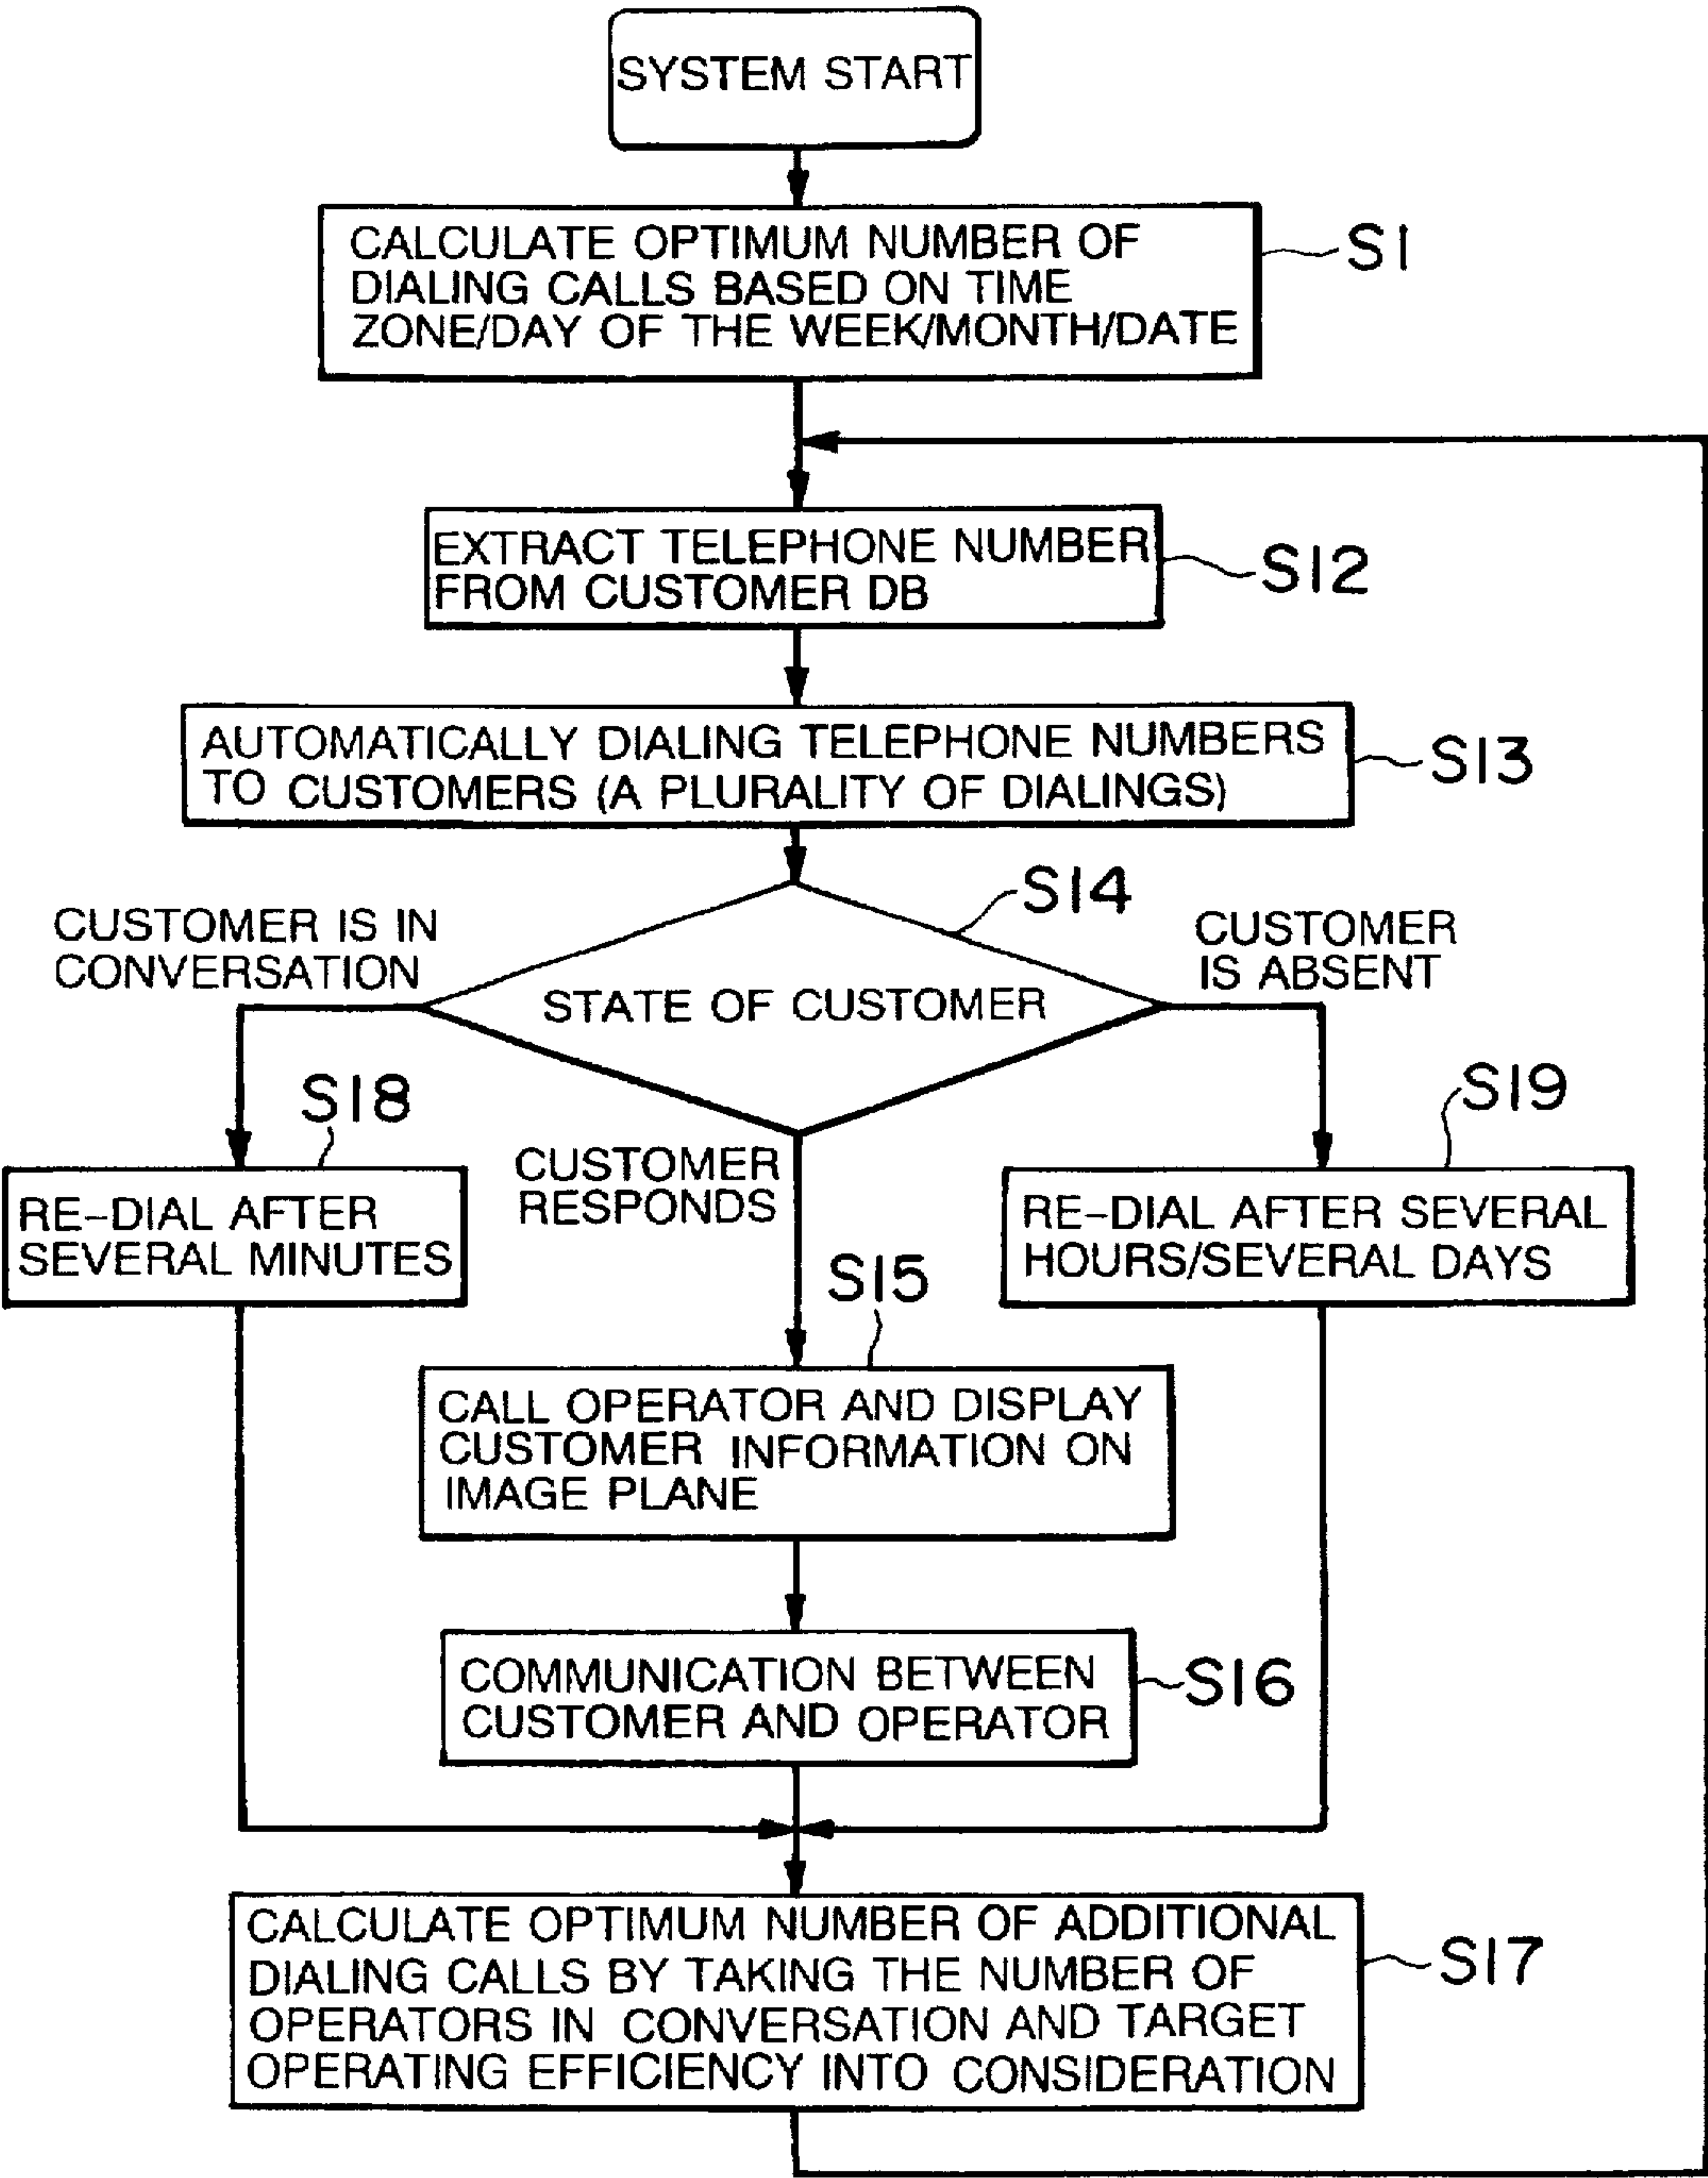 SYSTEM START
CALCULATE OPTIMUM NUMBER OF
DIALING CALLS BASED ON TIME
ZONE/DAY OF THE WEEK/MONTH/DATE
S1
EXTRACT TELEPHONE NUMBER
FROM CUSTOMER DB
S12
AUTOMATICALLY DIALING TELEPHONE NUMBERS
TO CUSTOMERS (A PLURALITY OF DIALINGS)
S13
S14
CUSTOMER IS IN
CONVERSATION
STATE OF CUSTOMER
CUSTOMER
IS ABSENT
S18
RE-DIAL AFTER
SEVERAL MINUTES
CUSTOMER
RESPONDS
S19
RE-DIAL AFTER SEVERAL
HOURS/SEVERAL DAYS
S15
CALL OPERATOR AND DISPLAY
CUSTOMER INFORMATION ON
IMAGE PLANE
COMMUNICATION BETWEEN
CUSTOMER AND OPERATOR
S16
CALCULATE OPTIMUM NUMBER OF ADDITIONAL
DIALING CALLS BY TAKING THE NUMBER OF
OPERATORS IN CONVERSATION AND TARGET
OPERATING EFFICIENCY INTO CONSIDERATION
S17